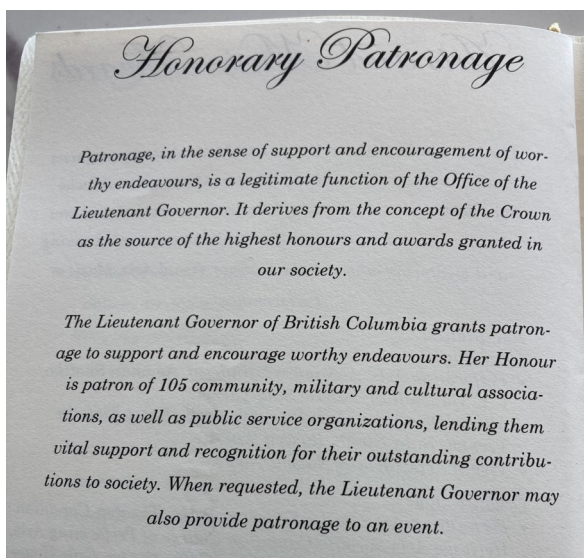 Honorary Patronage
Patronage, in the sense of support and encouragement of wor-
thy endeavours, is a legitimate function of the Office of the
Lieutenant Governor. It derives from the concept of the Crown
as the source of the highest honours and awards granted in
our society.
The Lieutenant Governor of British Columbia grants patron-
age to support and encourage worthy endeavours. Her Honour
is patron of 105 community, military and cultural associa-
tions, as well as public service organizations, lending them
vital support and recognition for their outstanding contribu-
tions to society. When requested, the Lieutenant Governor may
also provide patronage to an event.